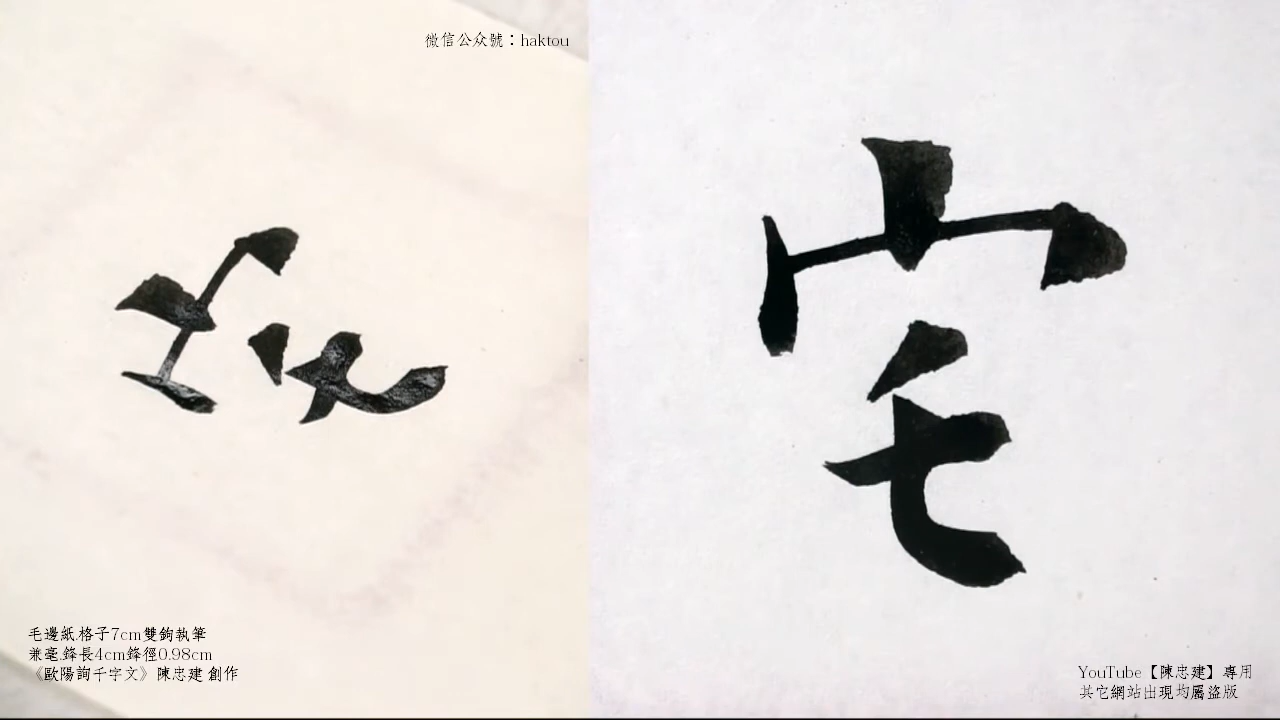 微信公众號：haktou
宅
宅
毛邊紙.格子7cm雙鉤執筆
兼毫.鋒長4cm鋒徑0.98cm
《歐陽詢千字文》陳忠建.創作
YouTube【陳忠建】專用
其它網站出現均屬盜版